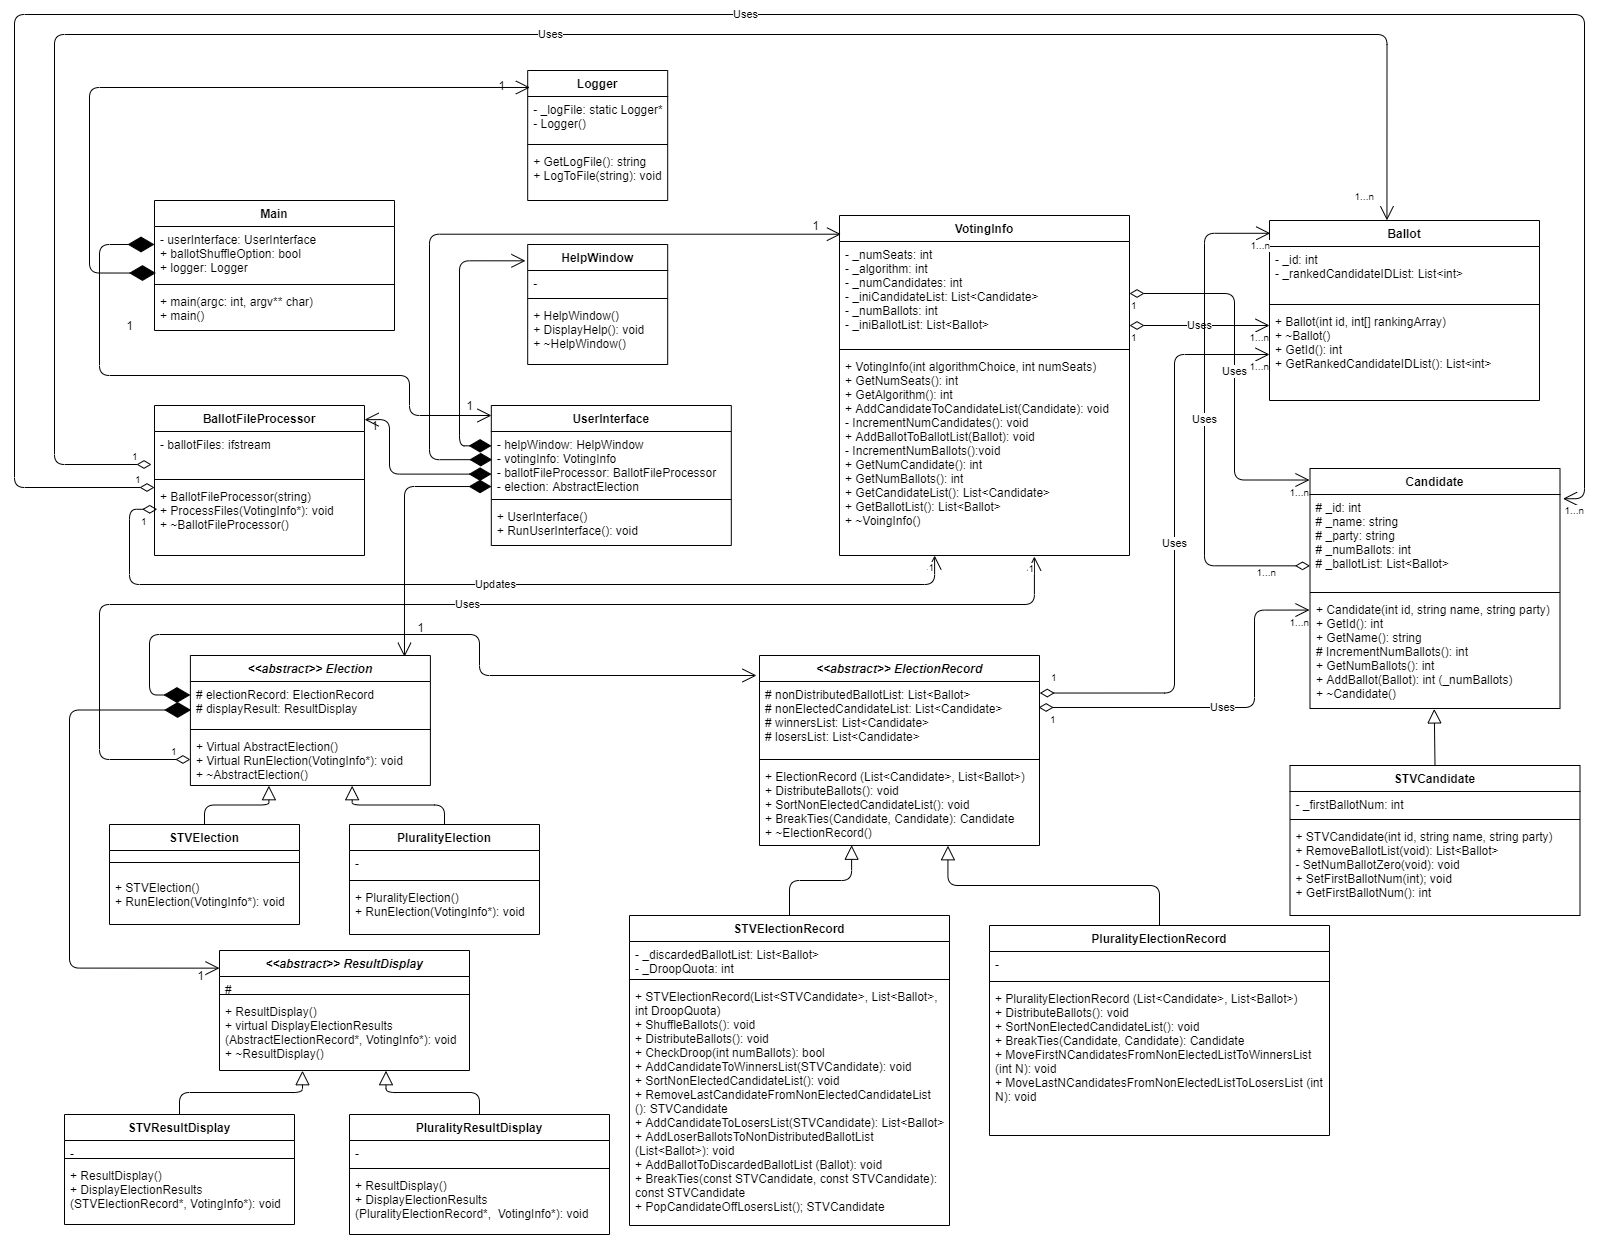 Uses
Uses
1
Logger
- _logFile: static Logger*
- Logger()
+ GetLogFile(): string
+ LogToFile(string): void
Main
- userInterface: UserInterface
+ ballotShuffleOption: bool
+ logger: Logger
+ main(argc: int, argv** char)
+ main()
1
HelpWindow
-
+ HelpWindow()
+ DisplayHelp(): void
+ ~HelpWindow()
1
VotingInfo
- _numSeats: int
- _algorithm: int
- _numCandidates: int
- _iniCandidateList: List<Candidate>
- _numBallots: int
- _iniBallotList: List<Ballot>
+ VotingInfo(int algorithmChoice, int numSeats)
+ GetNumSeats(): int
+ GetAlgorithm(): int
+ AddCandidateToCandidateList(Candidate): void
- IncrementNumCandidates(): void
+ AddBallotToBallotList(Ballot): void
- IncrementNumBallots():void
+ GetNumCandidate(): int
+ GetNumBallots(): int
+ GetCandidateList(): List<Candidate>
+ GetBallotList(): List<Ballot>
+ ~VoingInfo()
1
1
Uses
Uses
Uses
Uses
1...n
1...n
1...n
1...n
Ballot
- _id: int
- _rankedCandidateIDList: List<int>
+ Ballot(int id, int[] rankingArray)
+ ~Ballot()
+ GetId(): int
+ GetRankedCandidateIDList(): List<int>
BallotFileProcessor
- ballotFiles: ifstream
+ BallotFileProcessor(string)
+ ProcessFiles(VotingInfo*): void
+ ~BallotFileProcessor()
1
1
1
1
1
UserInterface
- helpWindow: HelpWindow
- votingInfo: VotingInfo
- ballotFileProcessor: BallotFileProcessor
- election: AbstractElection
+ UserInterface()
+ RunUserInterface(): void
1...n
1...n
1...n
1...n
Candidate
# _id: int
# _name: string
# _party: string
# _numBallots: int
# _ballotList: List<Ballot>
+ Candidate(int id, string name, string party)
+ GetId(): int
+ GetName(): string
# IncrementNumBallots(): int
+ GetNumBallots(): int
+ AddBallot(Ballot): int (_numBallots)
+ ~Candidate()
Updates
.1
.1
Uses
1
<<abstract>> Election
# electionRecord: ElectionRecord
# displayResult: ResultDisplay
+ Virtual AbstractElection()
+ Virtual RunElection(VotingInfo*): void
+ ~AbstractElection()
1
<<abstract>> ElectionRecord
# nonDistributedBallotList: List<Ballot>
# nonElectedCandidateList: List<Candidate>
# winnersList: List<Candidate>
# losersList: List<Candidate>
+ ElectionRecord (List<Candidate>, List<Ballot>)
+ DistributeBallots(): void
+ SortNonElectedCandidateList(): void
+ BreakTies(Candidate, Candidate): Candidate
+ ~ElectionRecord()
1
1
Uses
STVCandidate
- _firstBallotNum: int
+ STVCandidate(int id, string name, string party)
+ RemoveBallotList(void): List<Ballot>
- SetNumBallotZero(void): void
+ SetFirstBallotNum(int); void
+ GetFirstBallotNum(): int
STVElection
+ STVElection()
+ RunElection(VotingInfo*): void
PluralityElection
-
+ PluralityElection()
+ RunElection(VotingInfo*): void
STVElectionRecord
- _discardedBallotList: List<Ballot>
- _DroopQuota: int
+ STVElectionRecord(List<STVCandidate>, List<Ballot>,
int DroopQuota)
+ ShuffleBallots(): void
+ DistributeBallots(): void
+ CheckDroop(int numBallots): bool
+ AddCandidateToWinnersList(STVCandidate): void
+ SortNonElectedCandidateList(): void
+ RemoveLastCandidateFromNonElectedCandidateList
(): STVCandidate
+ AddCandidateToLosersList(STVCandidate): List<Ballot>
+ AddLoserBallotsToNonDistributedBallotList
(List<Ballot>): void
+ AddBallotToDiscardedBallotList (Ballot): void
+ BreakTies(const STVCandidate, const STVCandidate):
const STVCandidate
+ PopCandidateOffLosersList(); STVCandidate
PluralityElectionRecord
-
+ PluralityElectionRecord (List<Candidate>, List<Ballot>)
+ DistributeBallots(): void
+ SortNonElectedCandidateList(): void
+ BreakTies(Candidate, Candidate): Candidate
+ MoveFirstNCandidatesFromNonElectedListToWinnersList
(int N): void
+ MoveLastNCandidatesFromNonElectedListToLosersList (int
N): void
1
<<abstract>> ResultDisplay
#
+ ResultDisplay()
+ virtual DisplayElectionResults
(AbstractElectionRecord*, VotingInfo*): void
+ ~ResultDisplay()
STVResultDisplay
-
+ ResultDisplay()
+ DisplayElectionResults
(STVElectionRecord*, VotingInfo*): void
PluralityResultDisplay
-
+ ResultDisplay()
+ DisplayElectionResults
(PluralityElectionRecord*, VotingInfo*): void